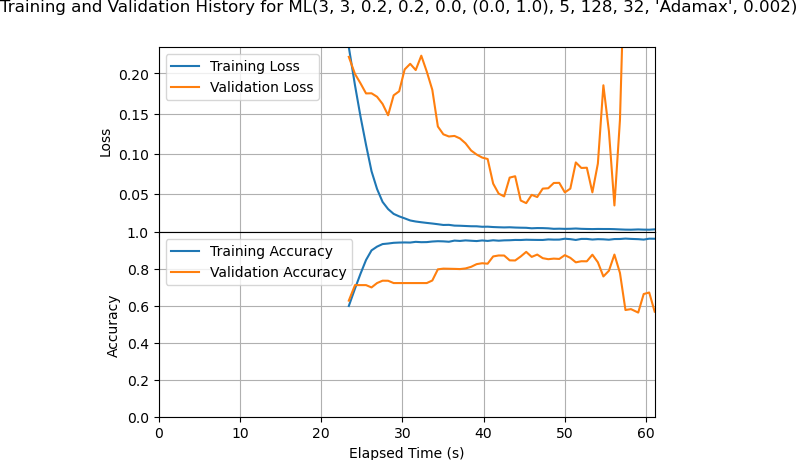 Training and Validation History for ML(3, 3, 0.2, 0.2, 0.0, (0.0, 1.0), 5, 128, 32, 'Adamax', 0.002)
Training Loss
Validation Loss
0.20
0.15
0.10
0.05
Loss
Training Accuracy
Validation Accuracy
1.0
0.8
0.6
0.4
0.2
0.0
Accuracy
0 10 20 30 40 50 60
Elapsed Time (s)